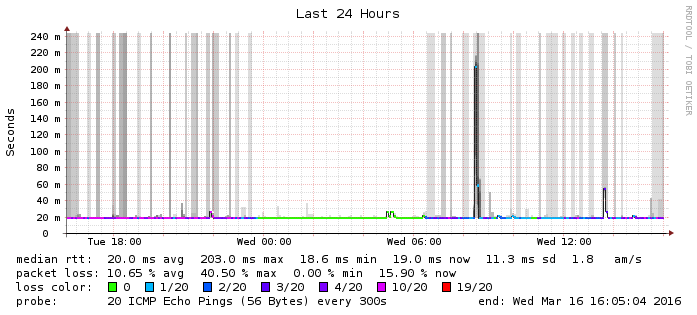 Last 24 Hours
RRDTOOL / TOBI OETIKER
Seconds
240 m
220 m
200 m
180 m
160 m
140 m
120 m
100 m
80 m
60 m
40 m
20 m
0
Tue 18:00 Wed 00:00 Wed 06:00 Wed 12:00
median rtt: 20.0 ms avg 203.0 ms max 18.6 ms min 19.0 ms now 11.3 ms sd 1.8 am/s
packet loss: 10.65 % avg 40.50 % max 0.00 % min 15.90 % now
loss color: 0 1/20 2/20 3/20 4/20 10/20 19/20
probe: 20 ICMP Echo Pings (56 Bytes) every 300s end: Wed Mar 16 16:05:04 2016